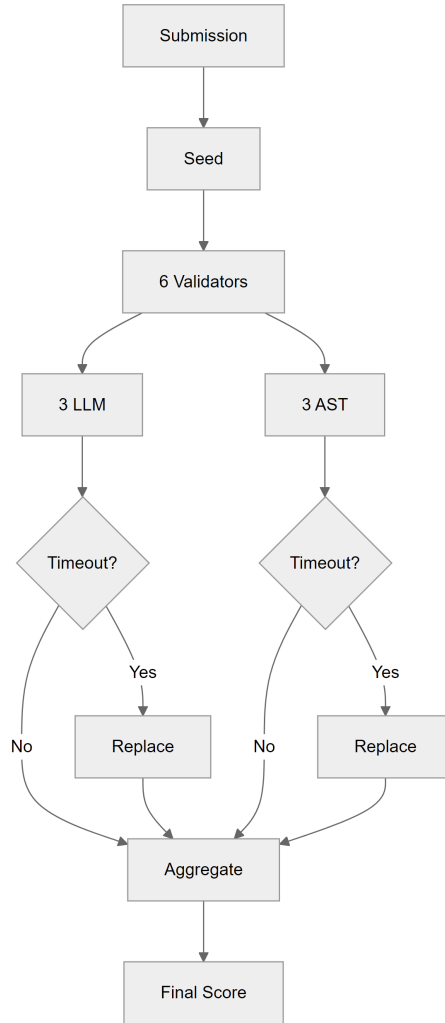 Submission
Seed
6 Validators
3 LLM
3 AST
Timeout?
Timeout?
Yes
Yes
No
Replace
No
Replace
Aggregate
Final Score